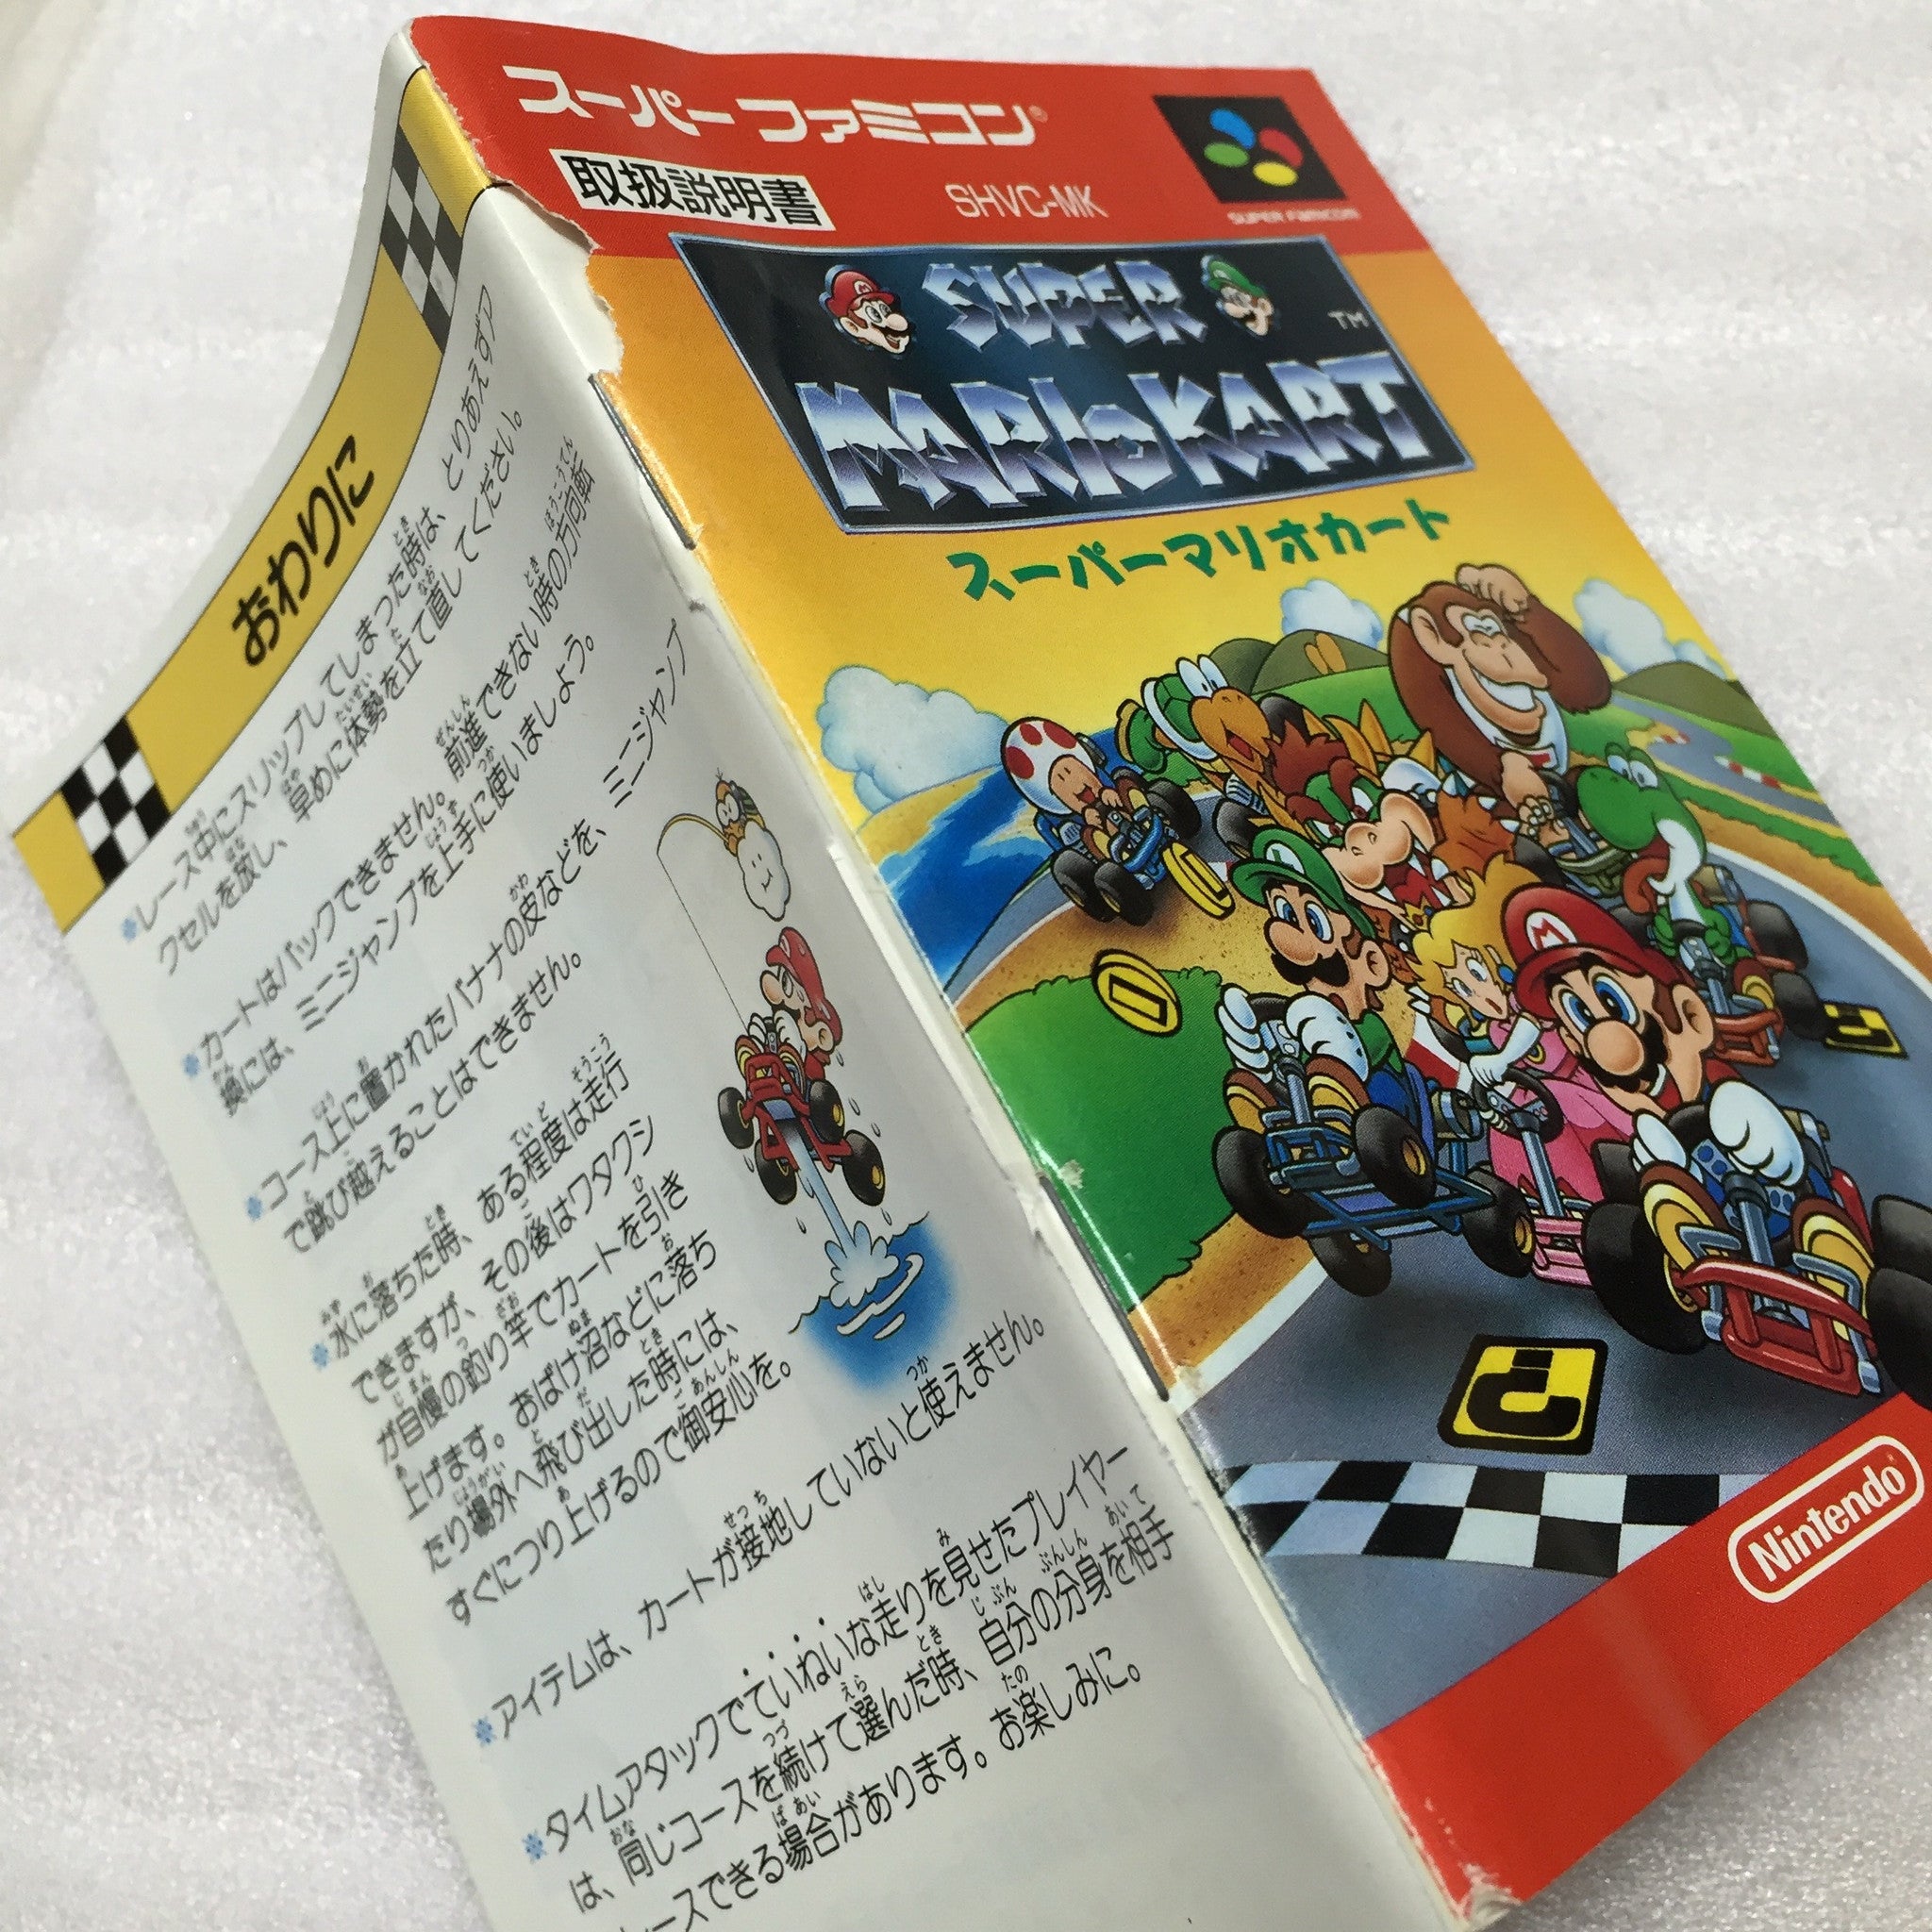 スーパーファミコン®
取扱説明書
SHVC-MK
SUPER FAMICOM
SUPER
MARIO KART
TM
スーパーマリオカート
Nintendo®
おわりに
※レース中にスリップしてしまった時は、とりあえずア
クセルを放し、早めに体勢を立て直してください。
※カートはバックできません。前進できない時の方向転
換には、ミニジャンプを上手に使いましょう。
※コース上に置かれたバナナの皮などを、ミニジャンプ
で跳び越えることはできません。
※水に落ちた時、ある程度は走行
できますが、その後はワタクシ
が自慢の釣り竿でカートを引き
上げます。おばけ沼などに落ち
たり場外へ飛び出した時には、
すぐにつり上げるので御安心を。
※アイテムは、カートが接地していないと使えません。
※タイムアタックでていねいな走りを見せたプレイヤー
は、同じコースを続けて選んだ時、自分の分身を相手
ースできる場合があります。お楽しみに。